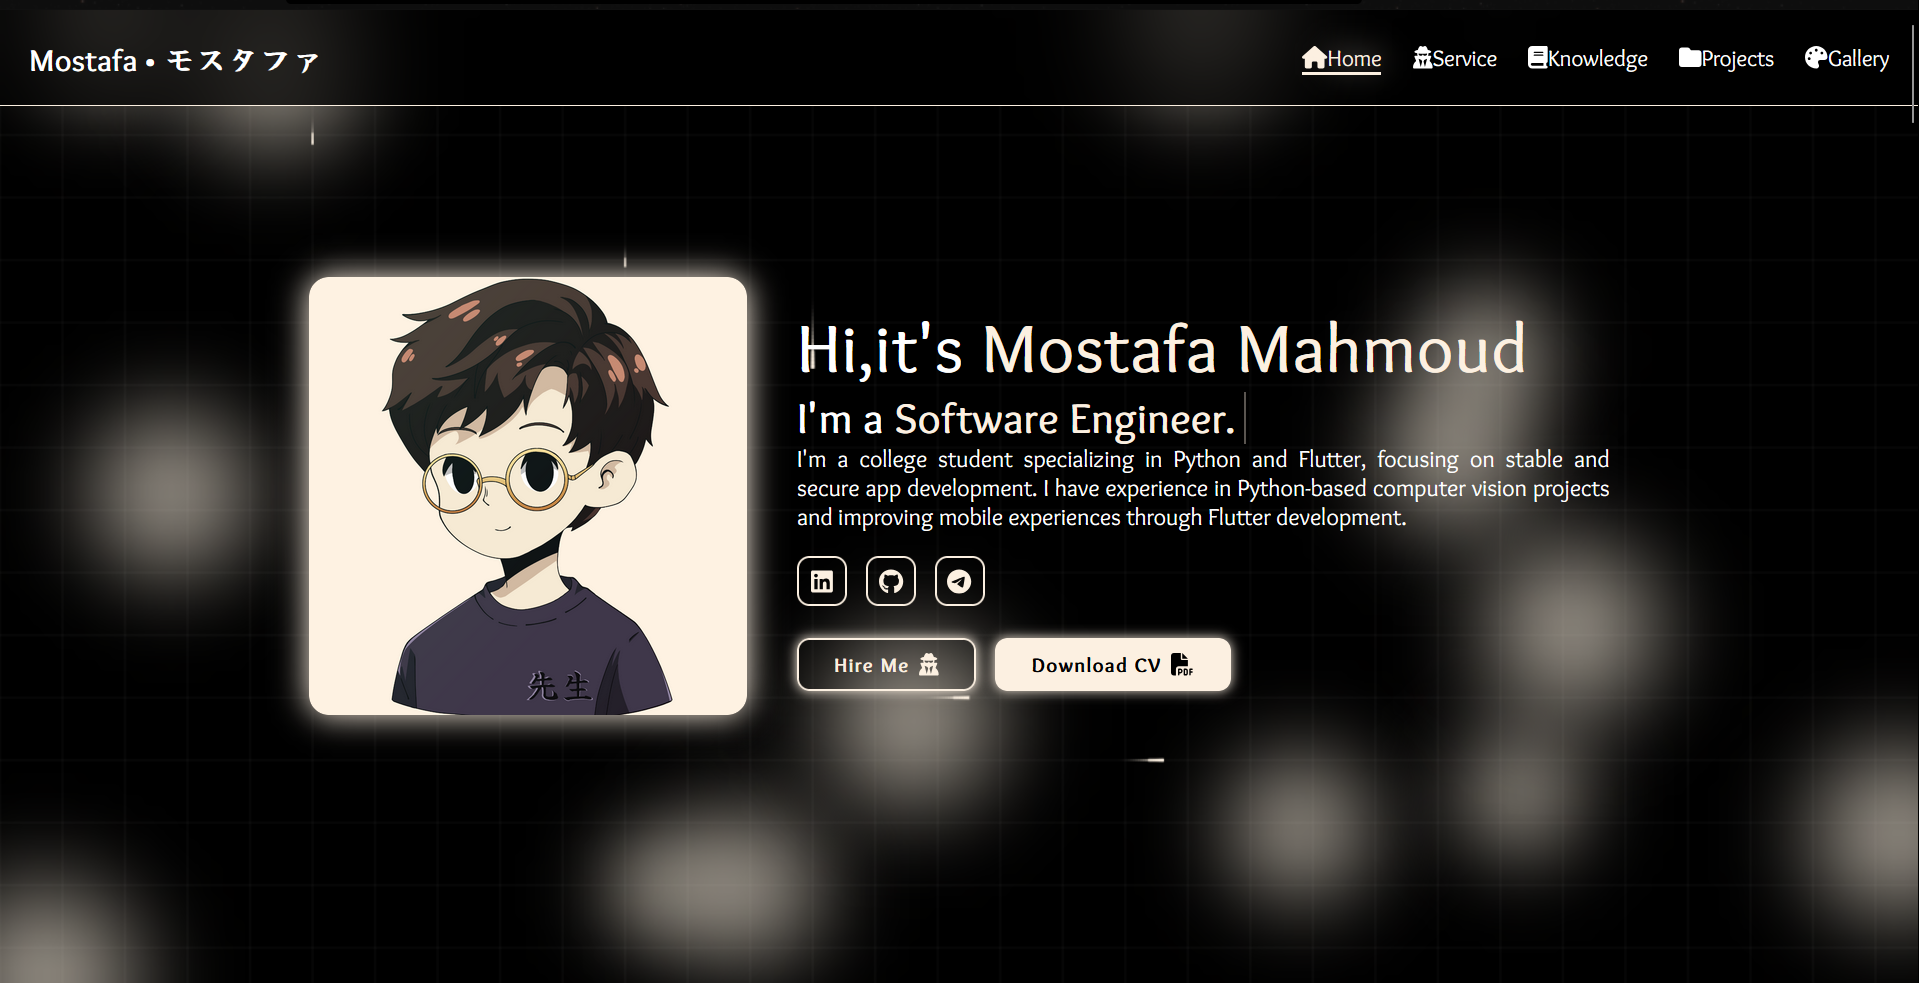 Mostafa • モスタファ
Home Service Knowledge Projects Gallery
Hi,it's Mostafa Mahmoud
I'm a Software Engineer.
I'm a college student specializing in Python and Flutter, focusing on stable and
secure app development. I have experience in Python-based computer vision projects
and improving mobile experiences through Flutter development.
in
Hire Me
Download CV PDF
先生